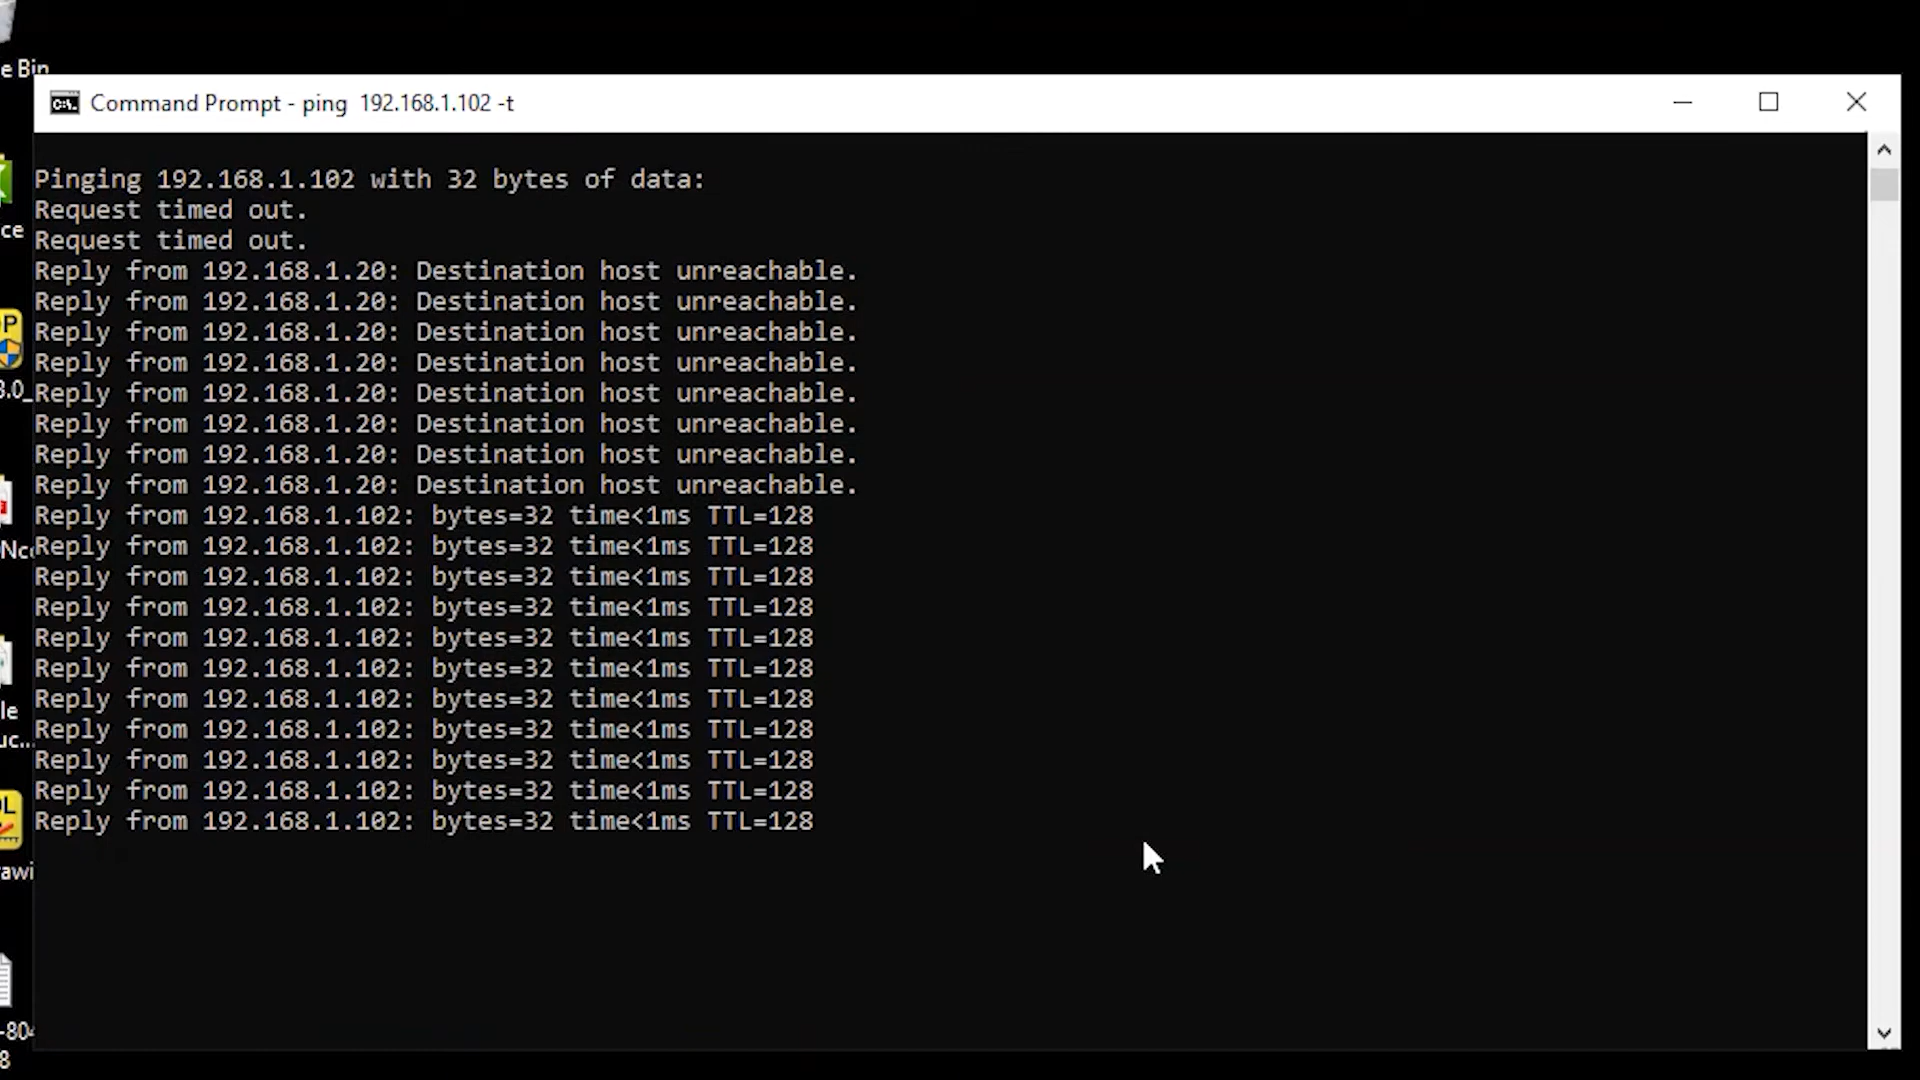 e Bin
Command Prompt - ping 192.168.1.102 -t
Pinging 192.168.1.102 with 32 bytes of data:
Request timed out.
Request timed out.
Reply from 192.168.1.20: Destination host unreachable.
Reply from 192.168.1.20: Destination host unreachable.
Reply from 192.168.1.20: Destination host unreachable.
Reply from 192.168.1.20: Destination host unreachable.
Reply from 192.168.1.20: Destination host unreachable.
Reply from 192.168.1.20: Destination host unreachable.
Reply from 192.168.1.20: Destination host unreachable.
Reply from 192.168.1.20: Destination host unreachable.
Reply from 192.168.1.102: bytes=32 time<1ms TTL=128
Reply from 192.168.1.102: bytes=32 time<1ms TTL=128
Reply from 192.168.1.102: bytes=32 time<1ms TTL=128
Reply from 192.168.1.102: bytes=32 time<1ms TTL=128
Reply from 192.168.1.102: bytes=32 time<1ms TTL=128
Reply from 192.168.1.102: bytes=32 time<1ms TTL=128
Reply from 192.168.1.102: bytes=32 time<1ms TTL=128
Reply from 192.168.1.102: bytes=32 time<1ms TTL=128
Reply from 192.168.1.102: bytes=32 time<1ms TTL=128
Reply from 192.168.1.102: bytes=32 time<1ms TTL=128
Reply from 192.168.1.102: bytes=32 time<1ms TTL=128
ce
P
3.0_
Nc
le
uc...
OL
awi
-804
8